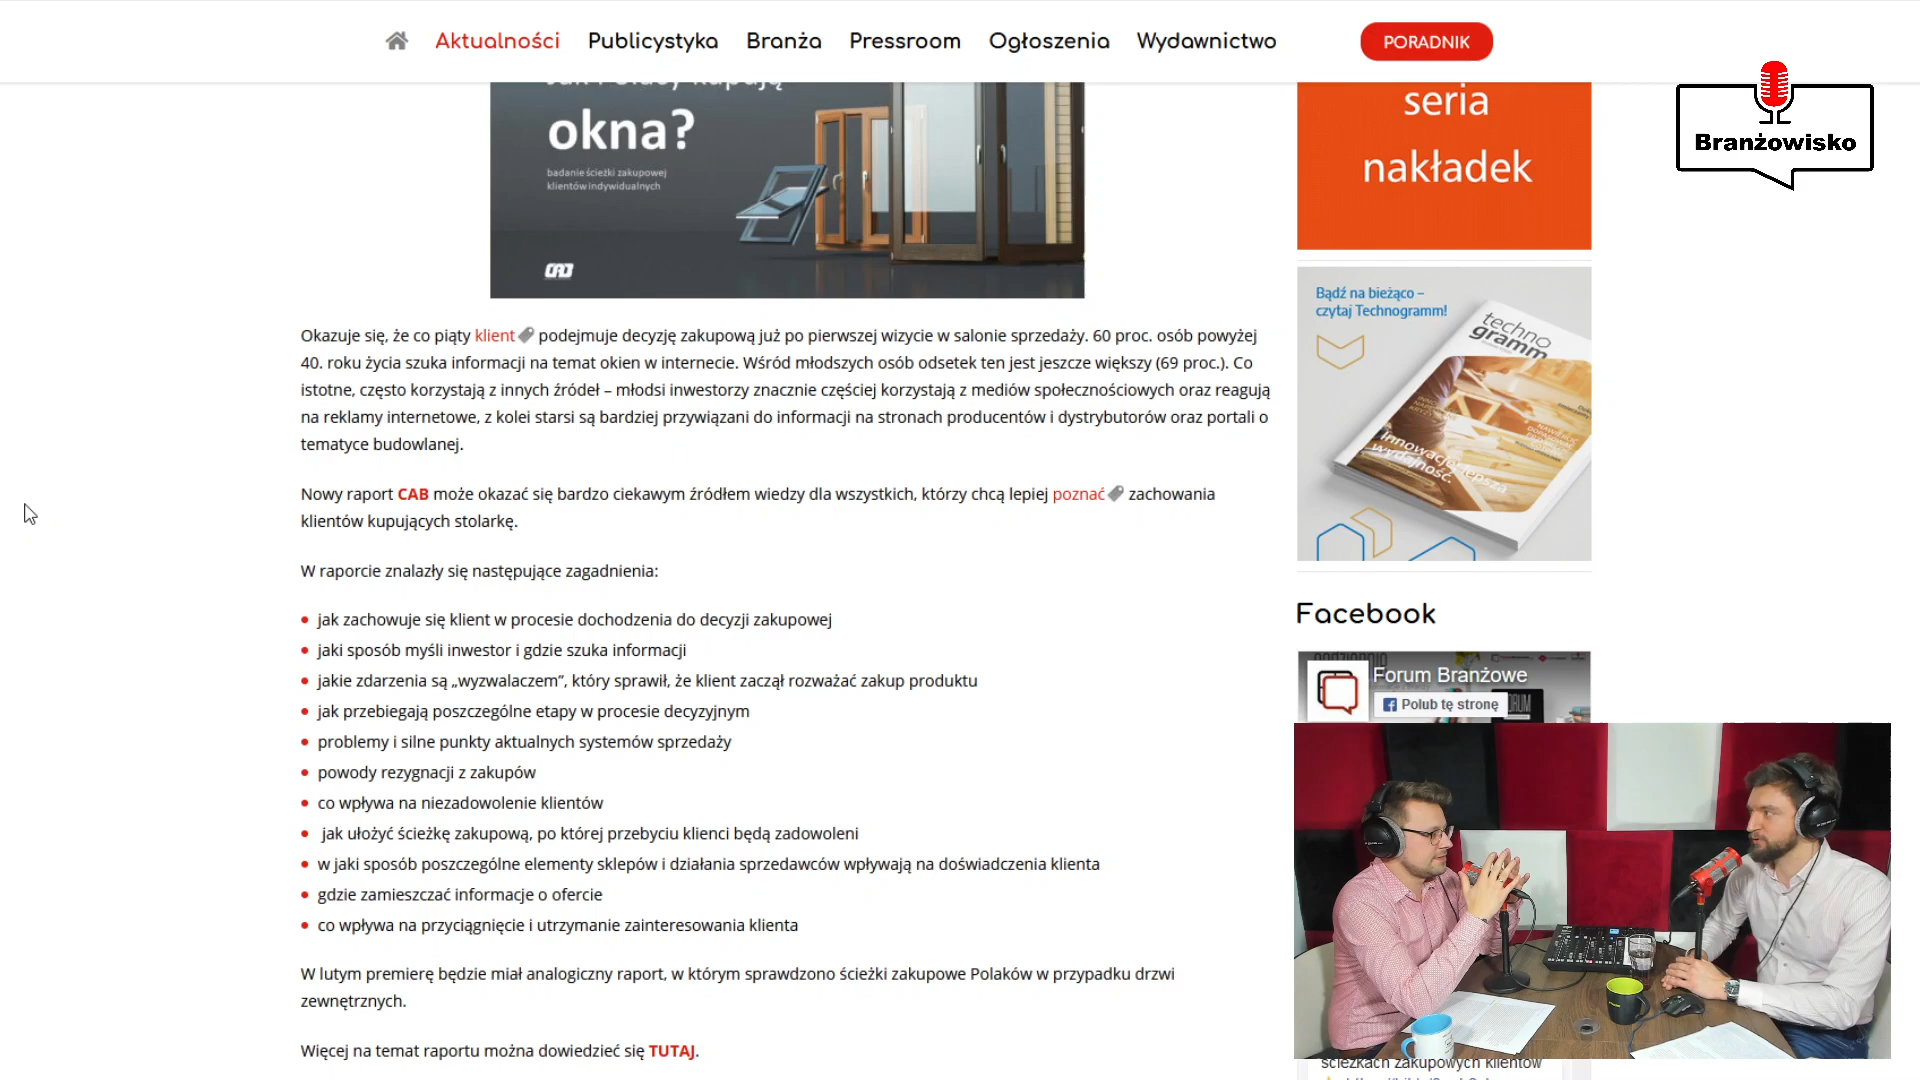 Aktualności Publicystyka Branża Pressroom Ogłoszenia Wydawnictwo PORADNIK
Branżowisko
okna?
badanie ścieżki zakupowej
klientów indywidualnych
CAB
Okazuje się, że co piąty klient podejmuje decyzję zakupową już po pierwszej wizycie w salonie sprzedaży. 60 proc. osób powyżej
40. roku życia szuka informacji na temat okien w internecie. Wśród młodszych osób odsetek ten jest jeszcze większy (69 proc.). Co
istotne, często korzystają z innych źródeł – młodsi inwestorzy znacznie częściej korzystają z mediów społecznościowych oraz reagują
na reklamy internetowe, z kolei starsi są bardziej przywiązani do informacji na stronach producentów i dystrybutorów oraz portali o
tematyce budowlanej.
Nowy raport CAB może okazać się bardzo ciekawym źródłem wiedzy dla wszystkich, którzy chcą lepiej poznać zachowania
klientów kupujących stolarkę.
W raporcie znalazły się następujące zagadnienia:
jak zachowuje się klient w procesie dochodzenia do decyzji zakupowej
jaki sposób myśli inwestor i gdzie szuka informacji
jakie zdarzenia są „wyzwalaczem”, który sprawił, że klient zaczął rozważać zakup produktu
jak przebiegają poszczególne etapy w procesie decyzyjnym
problemy i silne punkty aktualnych systemów sprzedaży
powody rezygnacji z zakupów
co wpływa na niezadowolenie klientów
jak ułożyć ścieżkę zakupową, po której przebyciu klienci będą zadowoleni
w jaki sposób poszczególne elementy sklepów i działania sprzedawców wpływają na doświadczenia klienta
gdzie zamieszczać informacje o ofercie
co wpływa na przyciągnięcie i utrzymanie zainteresowania klienta
W lutym premierę będzie miał analogiczny raport, w którym sprawdzono ścieżki zakupowe Polaków w przypadku drzwi
zewnętrznych.
Więcej na temat raportu można dowiedzieć się TUTAJ.
seria
nakładek
Bądź na bieżąco –
czytaj Technogramm!
techno
gramm
Innowacja: lepsza
wydajność.
Facebook
Forum Branżowe
Polub tę stronę
ścieżkach zakupowych klientów